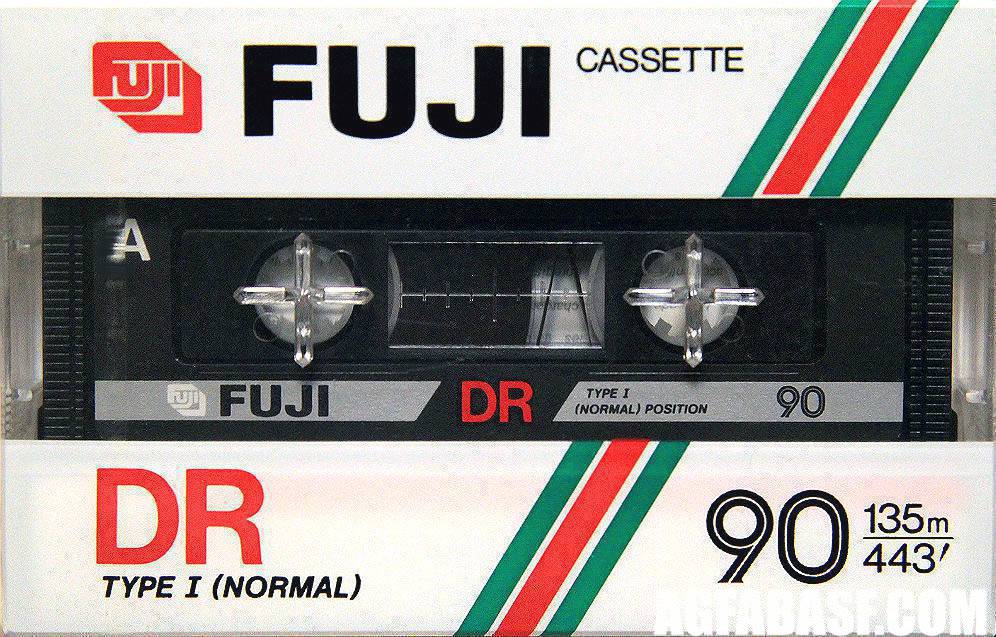 FUJI
FUJI CASSETTE
A
FUJI FUJI DR TYPE I
(NORMAL) POSITION
90
DR
TYPE I (NORMAL)
90 135m
443′
AGFABASF.COM